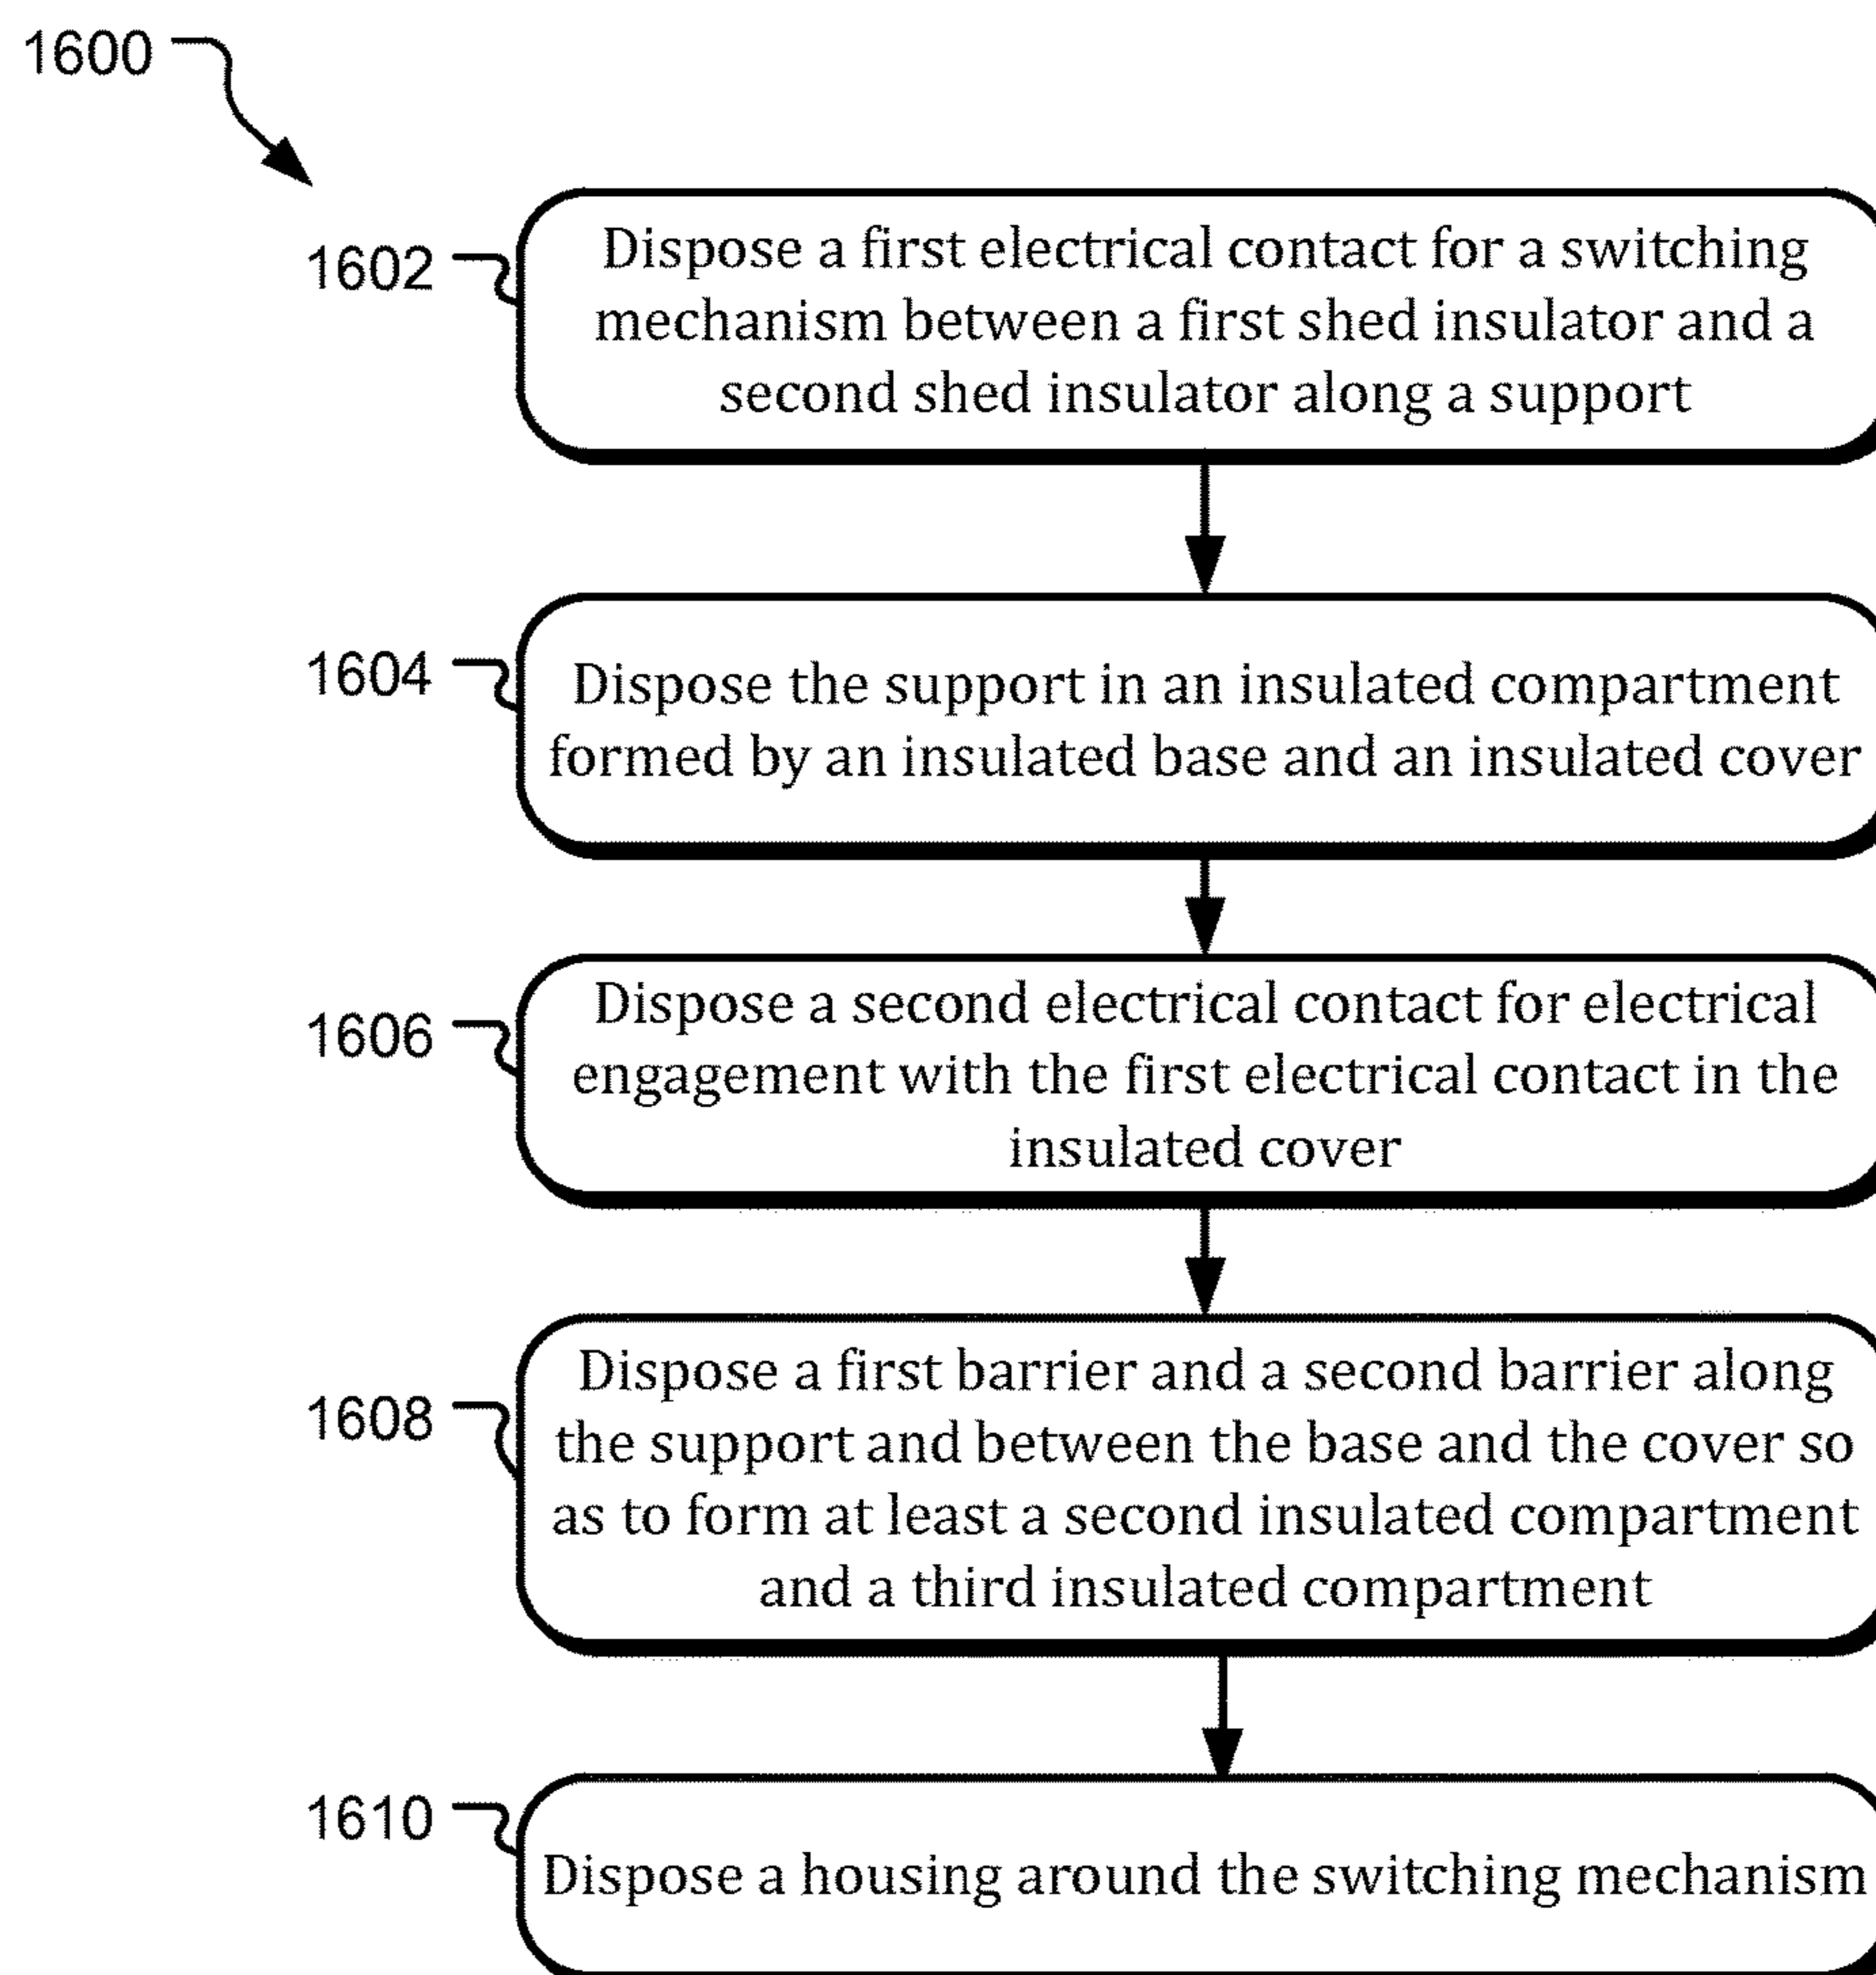 1600
1602
Dispose a first electrical contact for a switching
mechanism between a first shed insulator and a
second shed insulator along a support
1604
Dispose the support in an insulated compartment
formed by an insulated base and an insulated cover
1606
Dispose a second electrical contact for electrical
engagement with the first electrical contact in the
insulated cover
1608
Dispose a first barrier and a second barrier along
the support and between the base and the cover so
as to form at least a second insulated compartment
and a third insulated compartment
1610
Dispose a housing around the switching mechanism